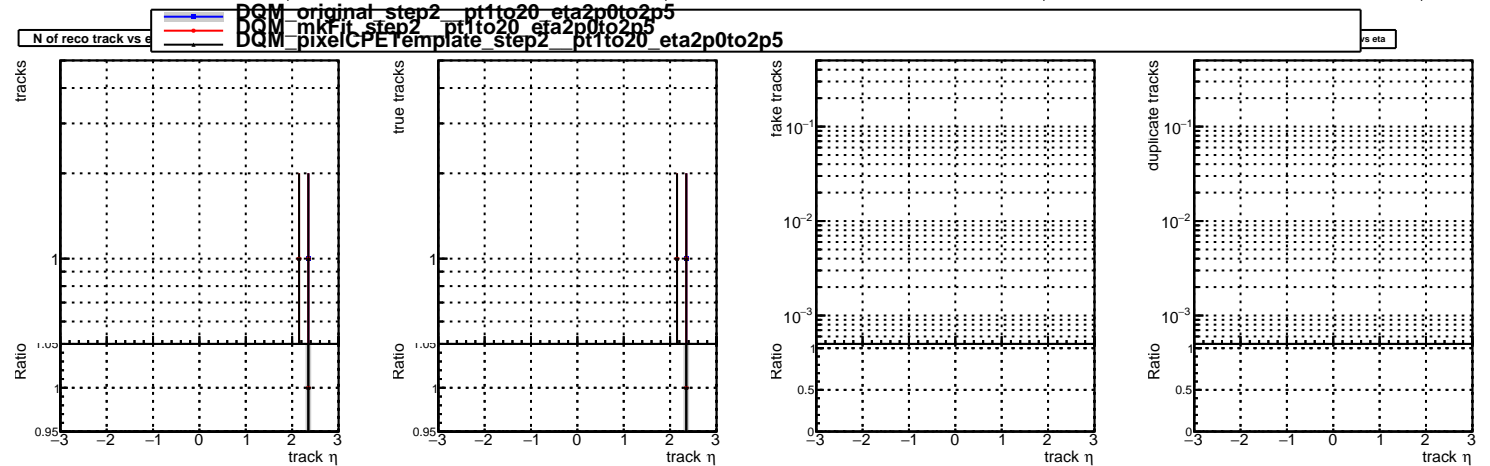 DQM_original_step2__pt1to20_eta2p0to2p5
DQM_mkFit_step2__pt1to20_eta2p0to2p5
DQM_pixelCPETemplate_step2__pt1to20_eta2p0to2p5
N of reco track vs e
vs eta
tracks
1
Ratio
1.05
1
0.95
−3 −2 −1 0 1 2 3
track η
true tracks
1
Ratio
1.05
1
0.95
−3 −2 −1 0 1 2 3
track η
fake tracks
10−1
10−2
10−3
Ratio
1
0.5
0
−3 −2 −1 0 1 2 3
track η
duplicate tracks
10−1
10−2
10−3
Ratio
1
0.5
0
−3 −2 −1 0 1 2 3
track η